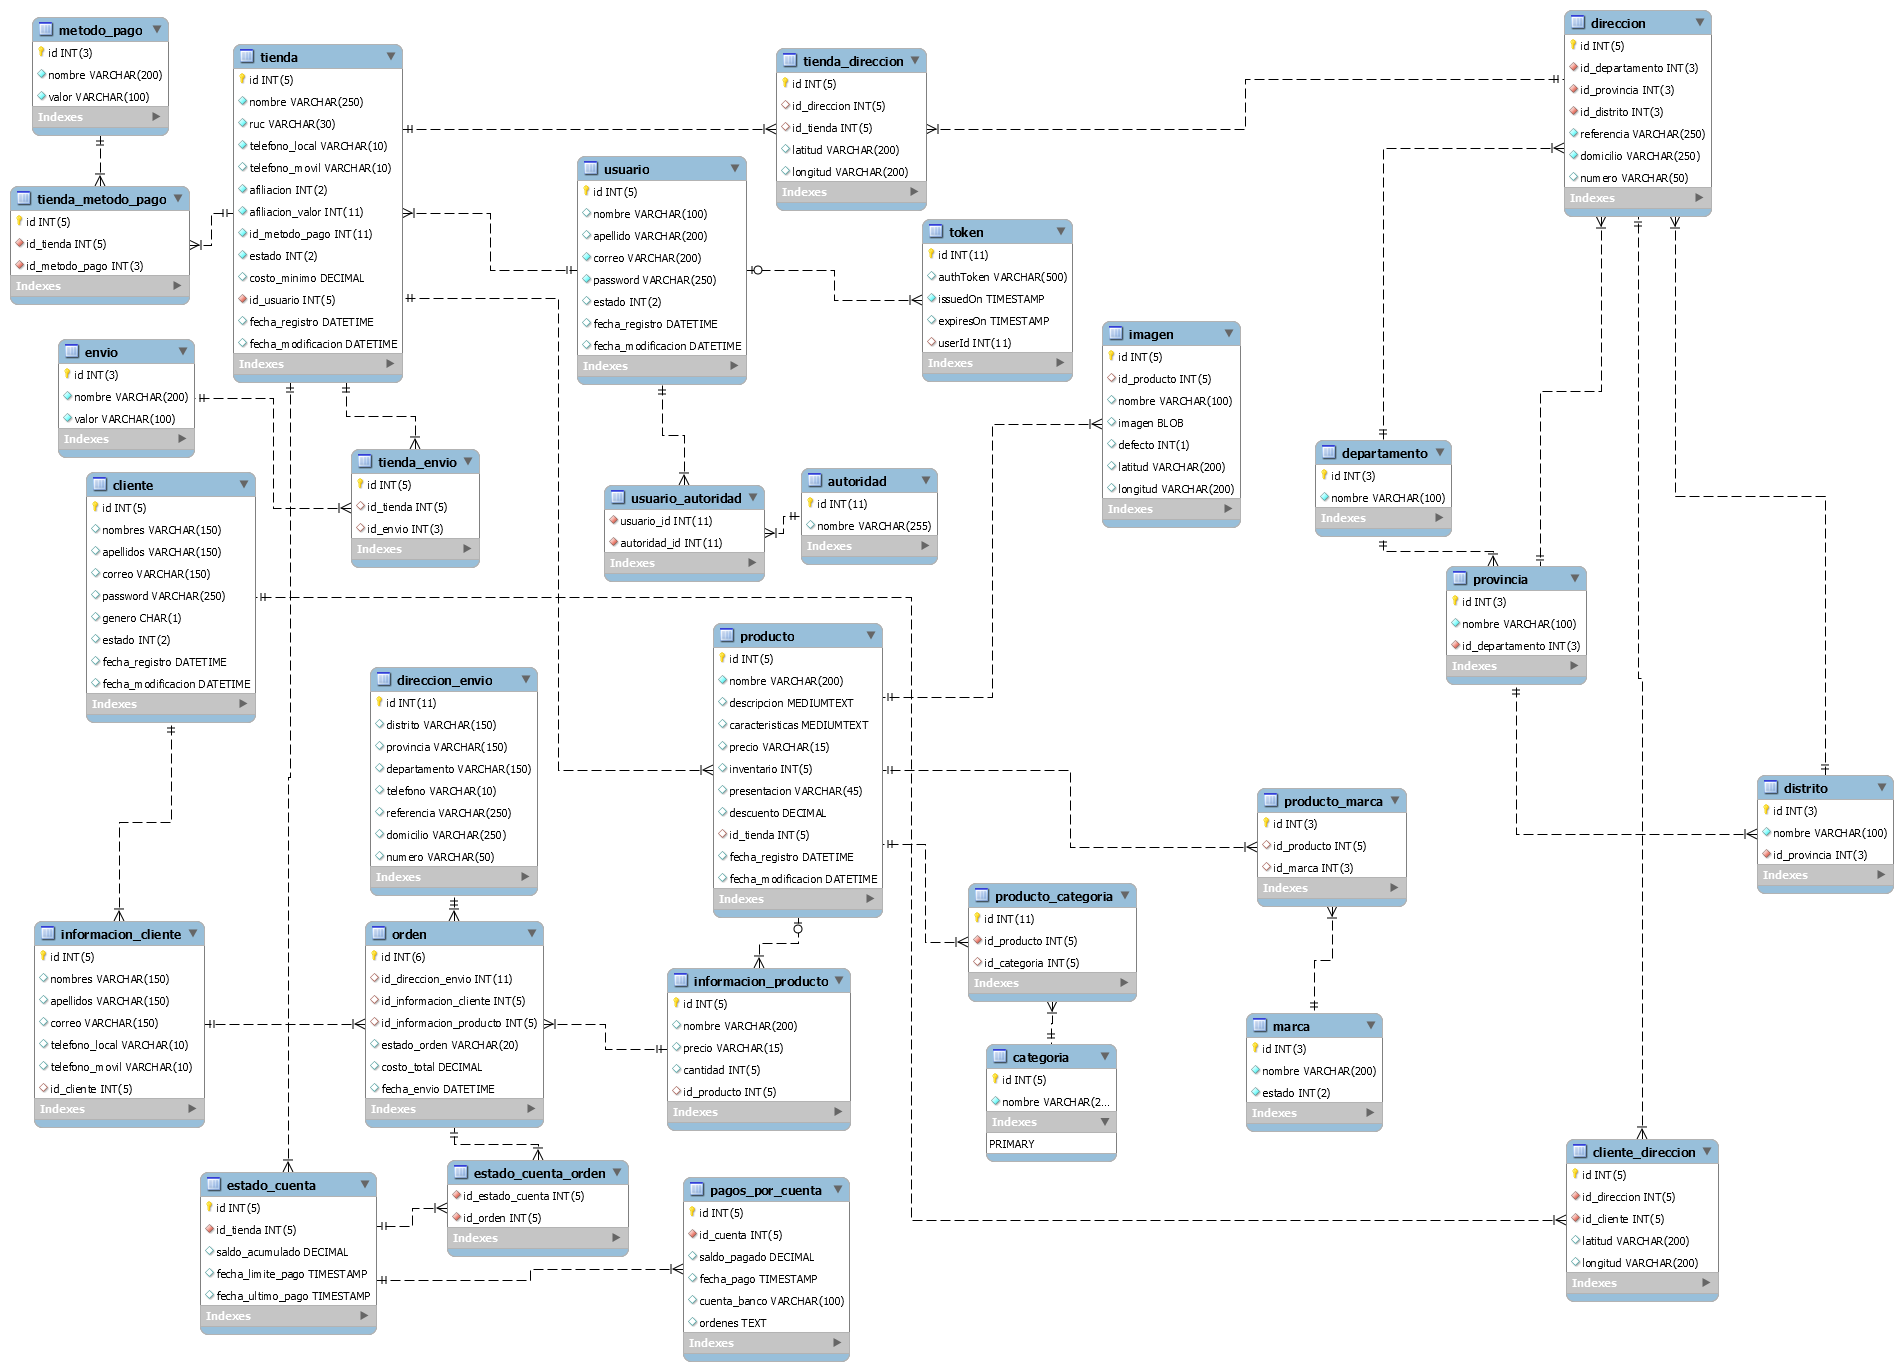 metodo_pago
id INT(3)
nombre VARCHAR(200)
valor VARCHAR(100)
Indexes
tienda_metodo_pago
id INT(5)
id_tienda INT(5)
id_metodo_pago INT(3)
Indexes
tienda
id INT(5)
nombre VARCHAR(250)
ruc VARCHAR(30)
telefono_local VARCHAR(10)
telefono_movil VARCHAR(10)
afiliacion INT(2)
afiliacion_valor INT(11)
id_metodo_pago INT(11)
estado INT(2)
costo_minimo DECIMAL
id_usuario INT(5)
fecha_registro DATETIME
fecha_modificacion DATETIME
Indexes
tienda_direccion
id INT(5)
id_direccion INT(5)
id_tienda INT(5)
latitud VARCHAR(200)
longitud VARCHAR(200)
Indexes
direccion
id INT(5)
id_departamento INT(3)
id_provincia INT(3)
id_distrito INT(3)
referencia VARCHAR(250)
domicilio VARCHAR(250)
numero VARCHAR(50)
Indexes
usuario
id INT(5)
nombre VARCHAR(100)
apellido VARCHAR(200)
correo VARCHAR(200)
password VARCHAR(250)
estado INT(2)
fecha_registro DATETIME
fecha_modificacion DATETIME
Indexes
token
id INT(11)
authToken VARCHAR(500)
issuedOn TIMESTAMP
expiresOn TIMESTAMP
userId INT(11)
Indexes
imagen
id INT(5)
id_producto INT(5)
nombre VARCHAR(100)
imagen BLOB
defecto INT(1)
latitud VARCHAR(200)
longitud VARCHAR(200)
Indexes
envio
id INT(3)
nombre VARCHAR(200)
valor VARCHAR(100)
Indexes
tienda_envio
id INT(5)
id_tienda INT(5)
id_envio INT(3)
Indexes
usuario_autoridad
usuario_id INT(11)
autoridad_id INT(11)
Indexes
autoridad
id INT(11)
nombre VARCHAR(255)
Indexes
departamento
id INT(3)
nombre VARCHAR(100)
Indexes
provincia
id INT(3)
nombre VARCHAR(100)
id_departamento INT(3)
Indexes
cliente
id INT(5)
nombres VARCHAR(150)
apellidos VARCHAR(150)
correo VARCHAR(150)
password VARCHAR(250)
genero CHAR(1)
estado INT(2)
fecha_registro DATETIME
fecha_modificacion DATETIME
Indexes
direccion_envio
id INT(11)
distrito VARCHAR(150)
provincia VARCHAR(150)
departamento VARCHAR(150)
telefono VARCHAR(10)
referencia VARCHAR(250)
domicilio VARCHAR(250)
numero VARCHAR(50)
Indexes
producto
id INT(5)
nombre VARCHAR(200)
descripcion MEDIUMTEXT
caracteristicas MEDIUMTEXT
precio VARCHAR(15)
inventario INT(5)
presentacion VARCHAR(45)
descuento DECIMAL
id_tienda INT(5)
fecha_registro DATETIME
fecha_modificacion DATETIME
Indexes
producto_marca
id INT(3)
id_producto INT(5)
id_marca INT(3)
Indexes
distrito
id INT(3)
nombre VARCHAR(100)
id_provincia INT(3)
Indexes
producto_categoria
id INT(11)
id_producto INT(5)
id_categoria INT(5)
Indexes
informacion_cliente
id INT(5)
nombres VARCHAR(150)
apellidos VARCHAR(150)
correo VARCHAR(150)
telefono_local VARCHAR(10)
telefono_movil VARCHAR(10)
id_cliente INT(5)
Indexes
orden
id INT(6)
id_direccion_envio INT(11)
id_informacion_cliente INT(5)
id_informacion_producto INT(5)
estado_orden VARCHAR(20)
costo_total DECIMAL
fecha_envio DATETIME
Indexes
informacion_producto
id INT(5)
nombre VARCHAR(200)
precio VARCHAR(15)
cantidad INT(5)
id_producto INT(5)
Indexes
categoria
id INT(5)
nombre VARCHAR(2...
Indexes
PRIMARY
marca
id INT(3)
nombre VARCHAR(200)
estado INT(2)
Indexes
estado_cuenta
id INT(5)
id_tienda INT(5)
saldo_acumulado DECIMAL
fecha_limite_pago TIMESTAMP
fecha_ultimo_pago TIMESTAMP
Indexes
estado_cuenta_orden
id_estado_cuenta INT(5)
id_orden INT(5)
Indexes
pagos_por_cuenta
id INT(5)
id_cuenta INT(5)
saldo_pagado DECIMAL
fecha_pago TIMESTAMP
cuenta_banco VARCHAR(100)
ordenes TEXT
Indexes
cliente_direccion
id INT(5)
id_direccion INT(5)
id_cliente INT(5)
latitud VARCHAR(200)
longitud VARCHAR(200)
Indexes